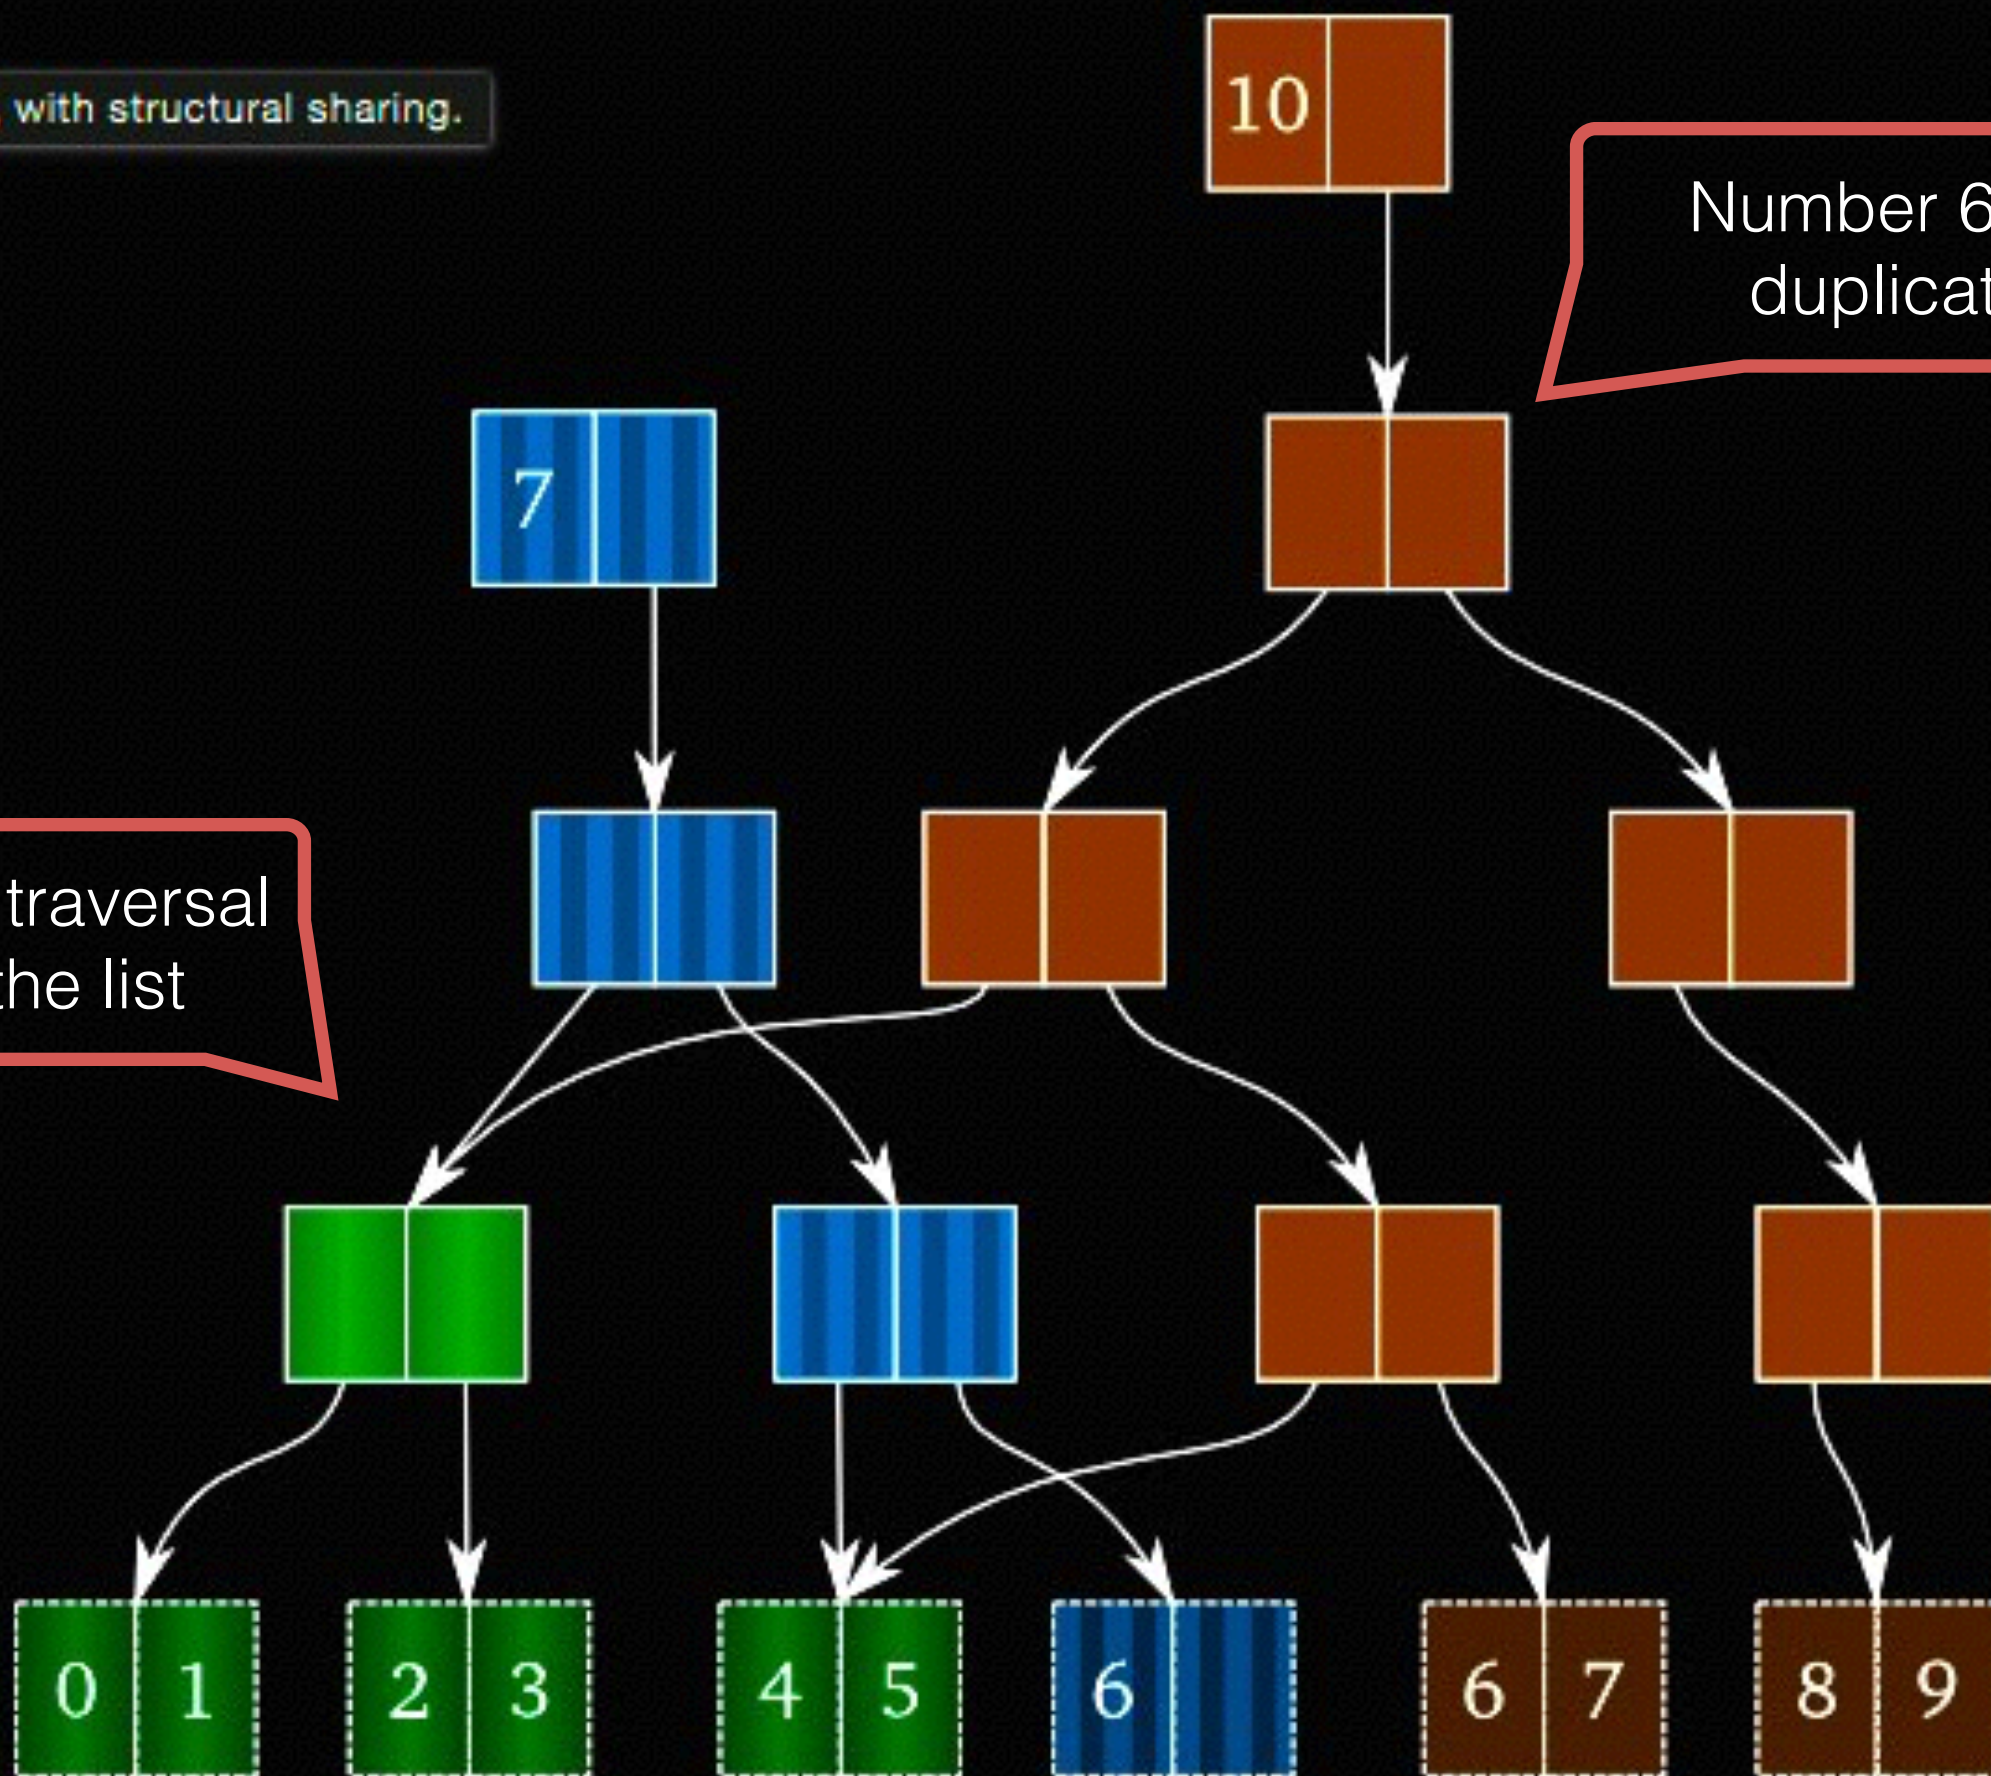 with structural sharing.
10
Number 6
duplicat
7
traversal
the list
0 1 2 3 4 5 6 6 7 8 9